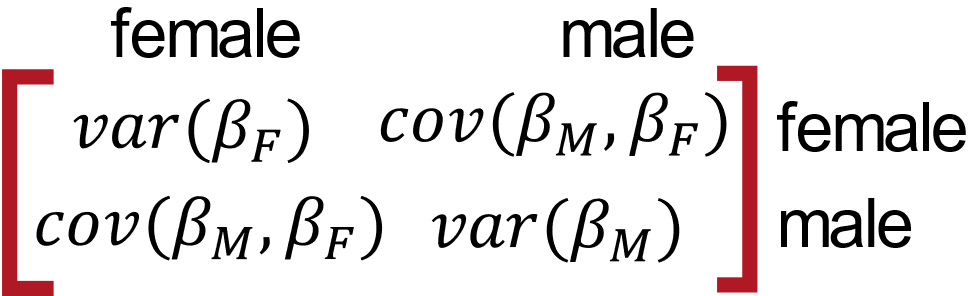 female male
var(β_F) cov(β_M, β_F) female
cov(β_M, β_F) var(β_M) male